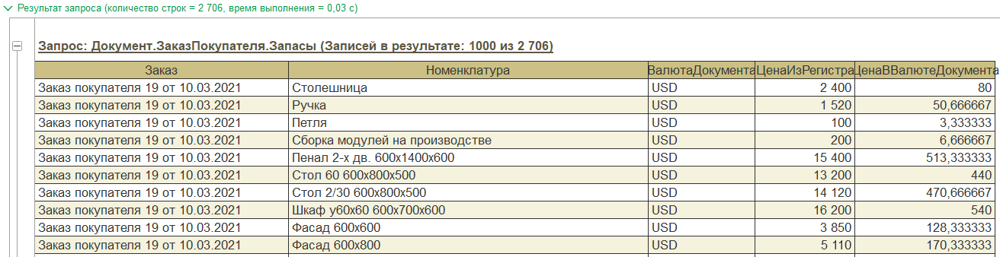 Результат запроса (количество строк = 2 706, время выполнения = 0,03 с)
Запрос: Документ.ЗаказПокупателя.Запасы (Записей в результате: 1000 из 2 706)
Заказ Номенклатура ВалютаДокумента ЦенаИзРегистра ЦенаВВалютеДокумента
Заказ покупателя 19 от 10.03.2021 Столешница USD 2 400 80
Заказ покупателя 19 от 10.03.2021 Ручка USD 1 520 50,666667
Заказ покупателя 19 от 10.03.2021 Петля USD 100 3,333333
Заказ покупателя 19 от 10.03.2021 Сборка модулей на производстве USD 200 6,666667
Заказ покупателя 19 от 10.03.2021 Пенал 2-х дв. 600х1400х600 USD 15 400 513,333333
Заказ покупателя 19 от 10.03.2021 Стол 60 600х800х500 USD 13 200 440
Заказ покупателя 19 от 10.03.2021 Стол 2/30 600х800х500 USD 14 120 470,666667
Заказ покупателя 19 от 10.03.2021 Шкаф у60х60 600х700х600 USD 16 200 540
Заказ покупателя 19 от 10.03.2021 Фасад 600х600 USD 3 850 128,333333
Заказ покупателя 19 от 10.03.2021 Фасад 600х800 USD 5 110 170,333333